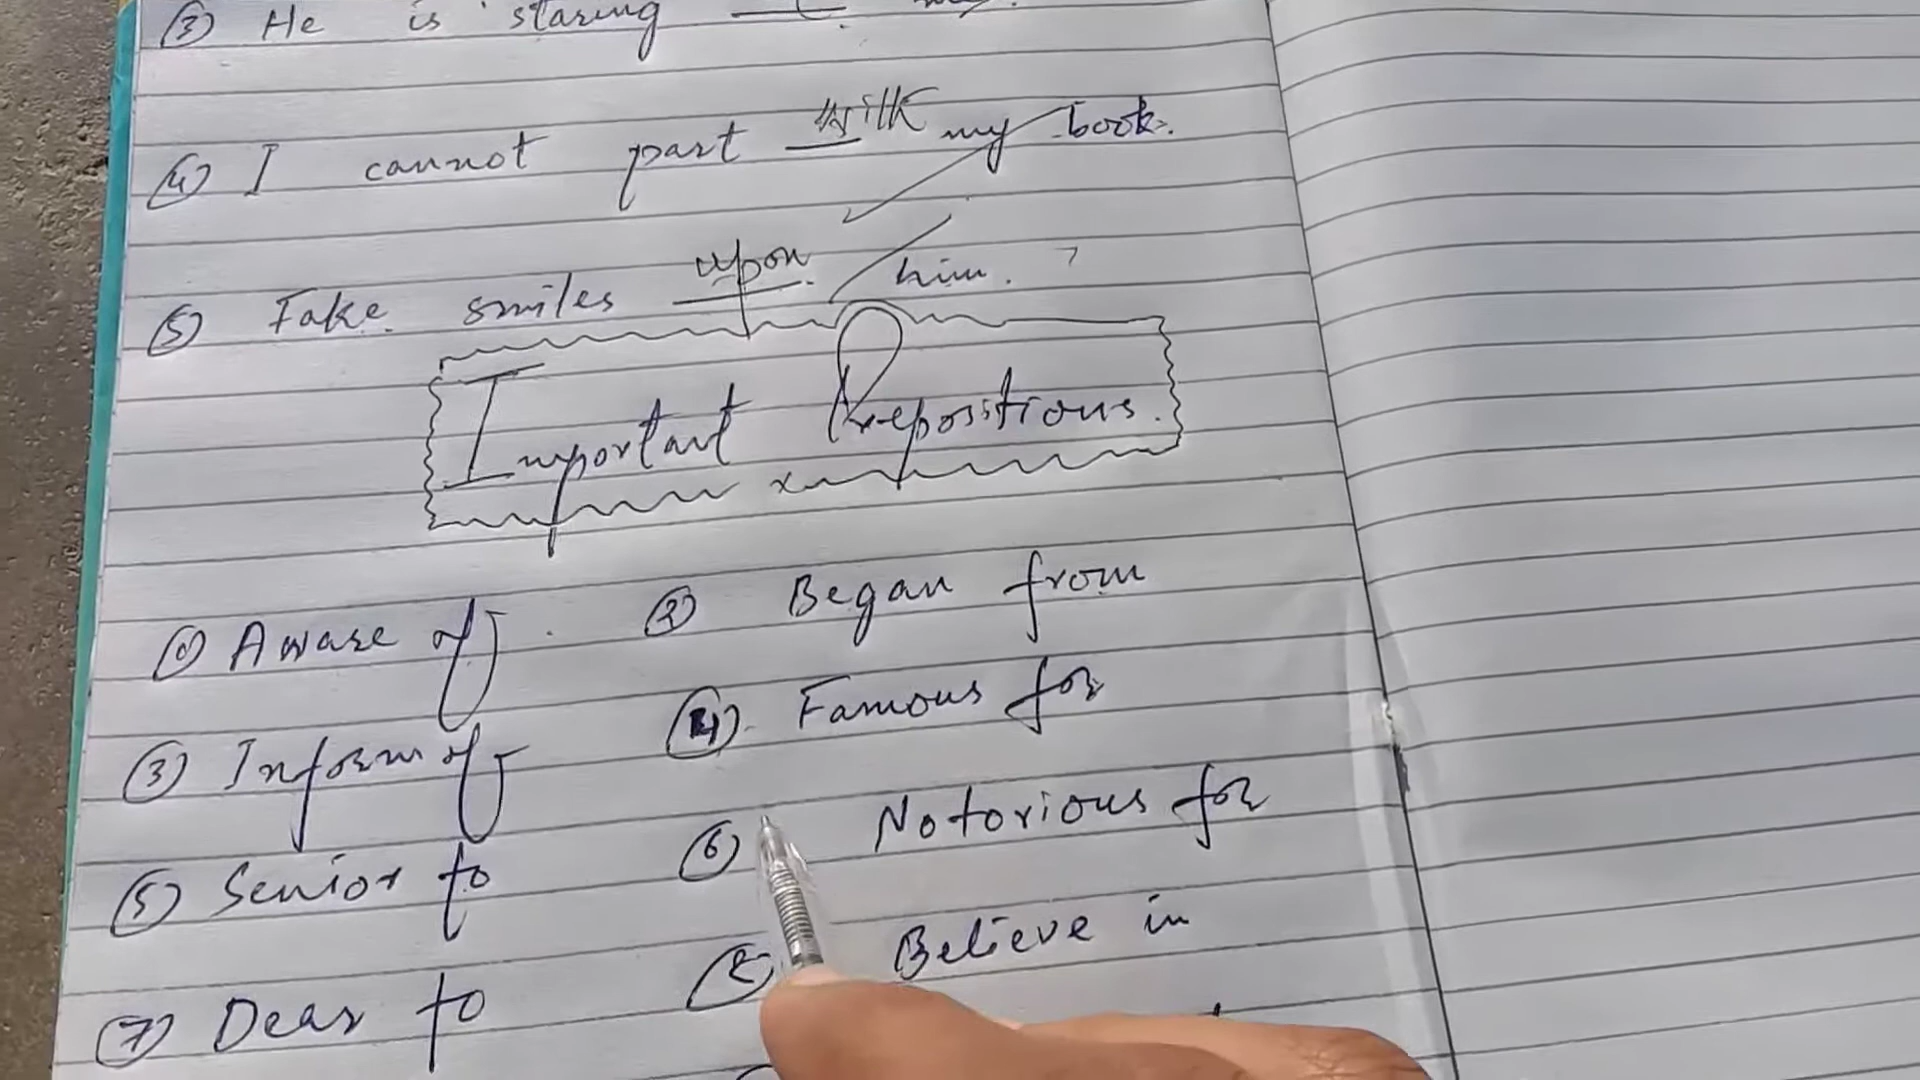 ③ He is staring
④ I cannot part with my book.
⑤ Fake smiles upon him.
Important Prepositions.
① Aware of ② Began from
③ Inform of ④ Famous for
⑤ Senior to ⑥ Notorious for
⑦ Dear to ⑧ Believe in